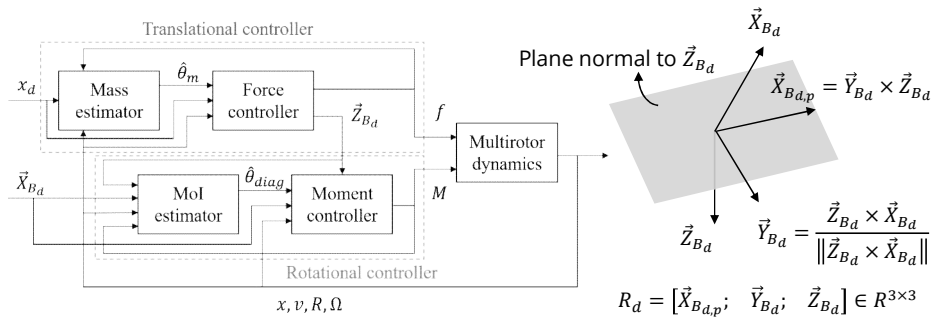 Translational controller
x_d
Mass
estimator
θ̂_m
Force
controller
Z⃗_{B_d}
f
X⃗_{B_d}
MoI
estimator
θ̂_{diag}
Moment
controller
M
Multirotor
dynamics
Rotational controller
x, v, R, Ω
X⃗_{B_d}
Plane normal to Z⃗_{B_d}
X⃗_{B_d,p} = Y⃗_{B_d} × Z⃗_{B_d}
Z⃗_{B_d}
Y⃗_{B_d} = (Z⃗_{B_d} × X⃗_{B_d}) / ‖Z⃗_{B_d} × X⃗_{B_d}‖
R_d = [X⃗_{B_d,p}; Y⃗_{B_d}; Z⃗_{B_d}] ∈ R^{3×3}